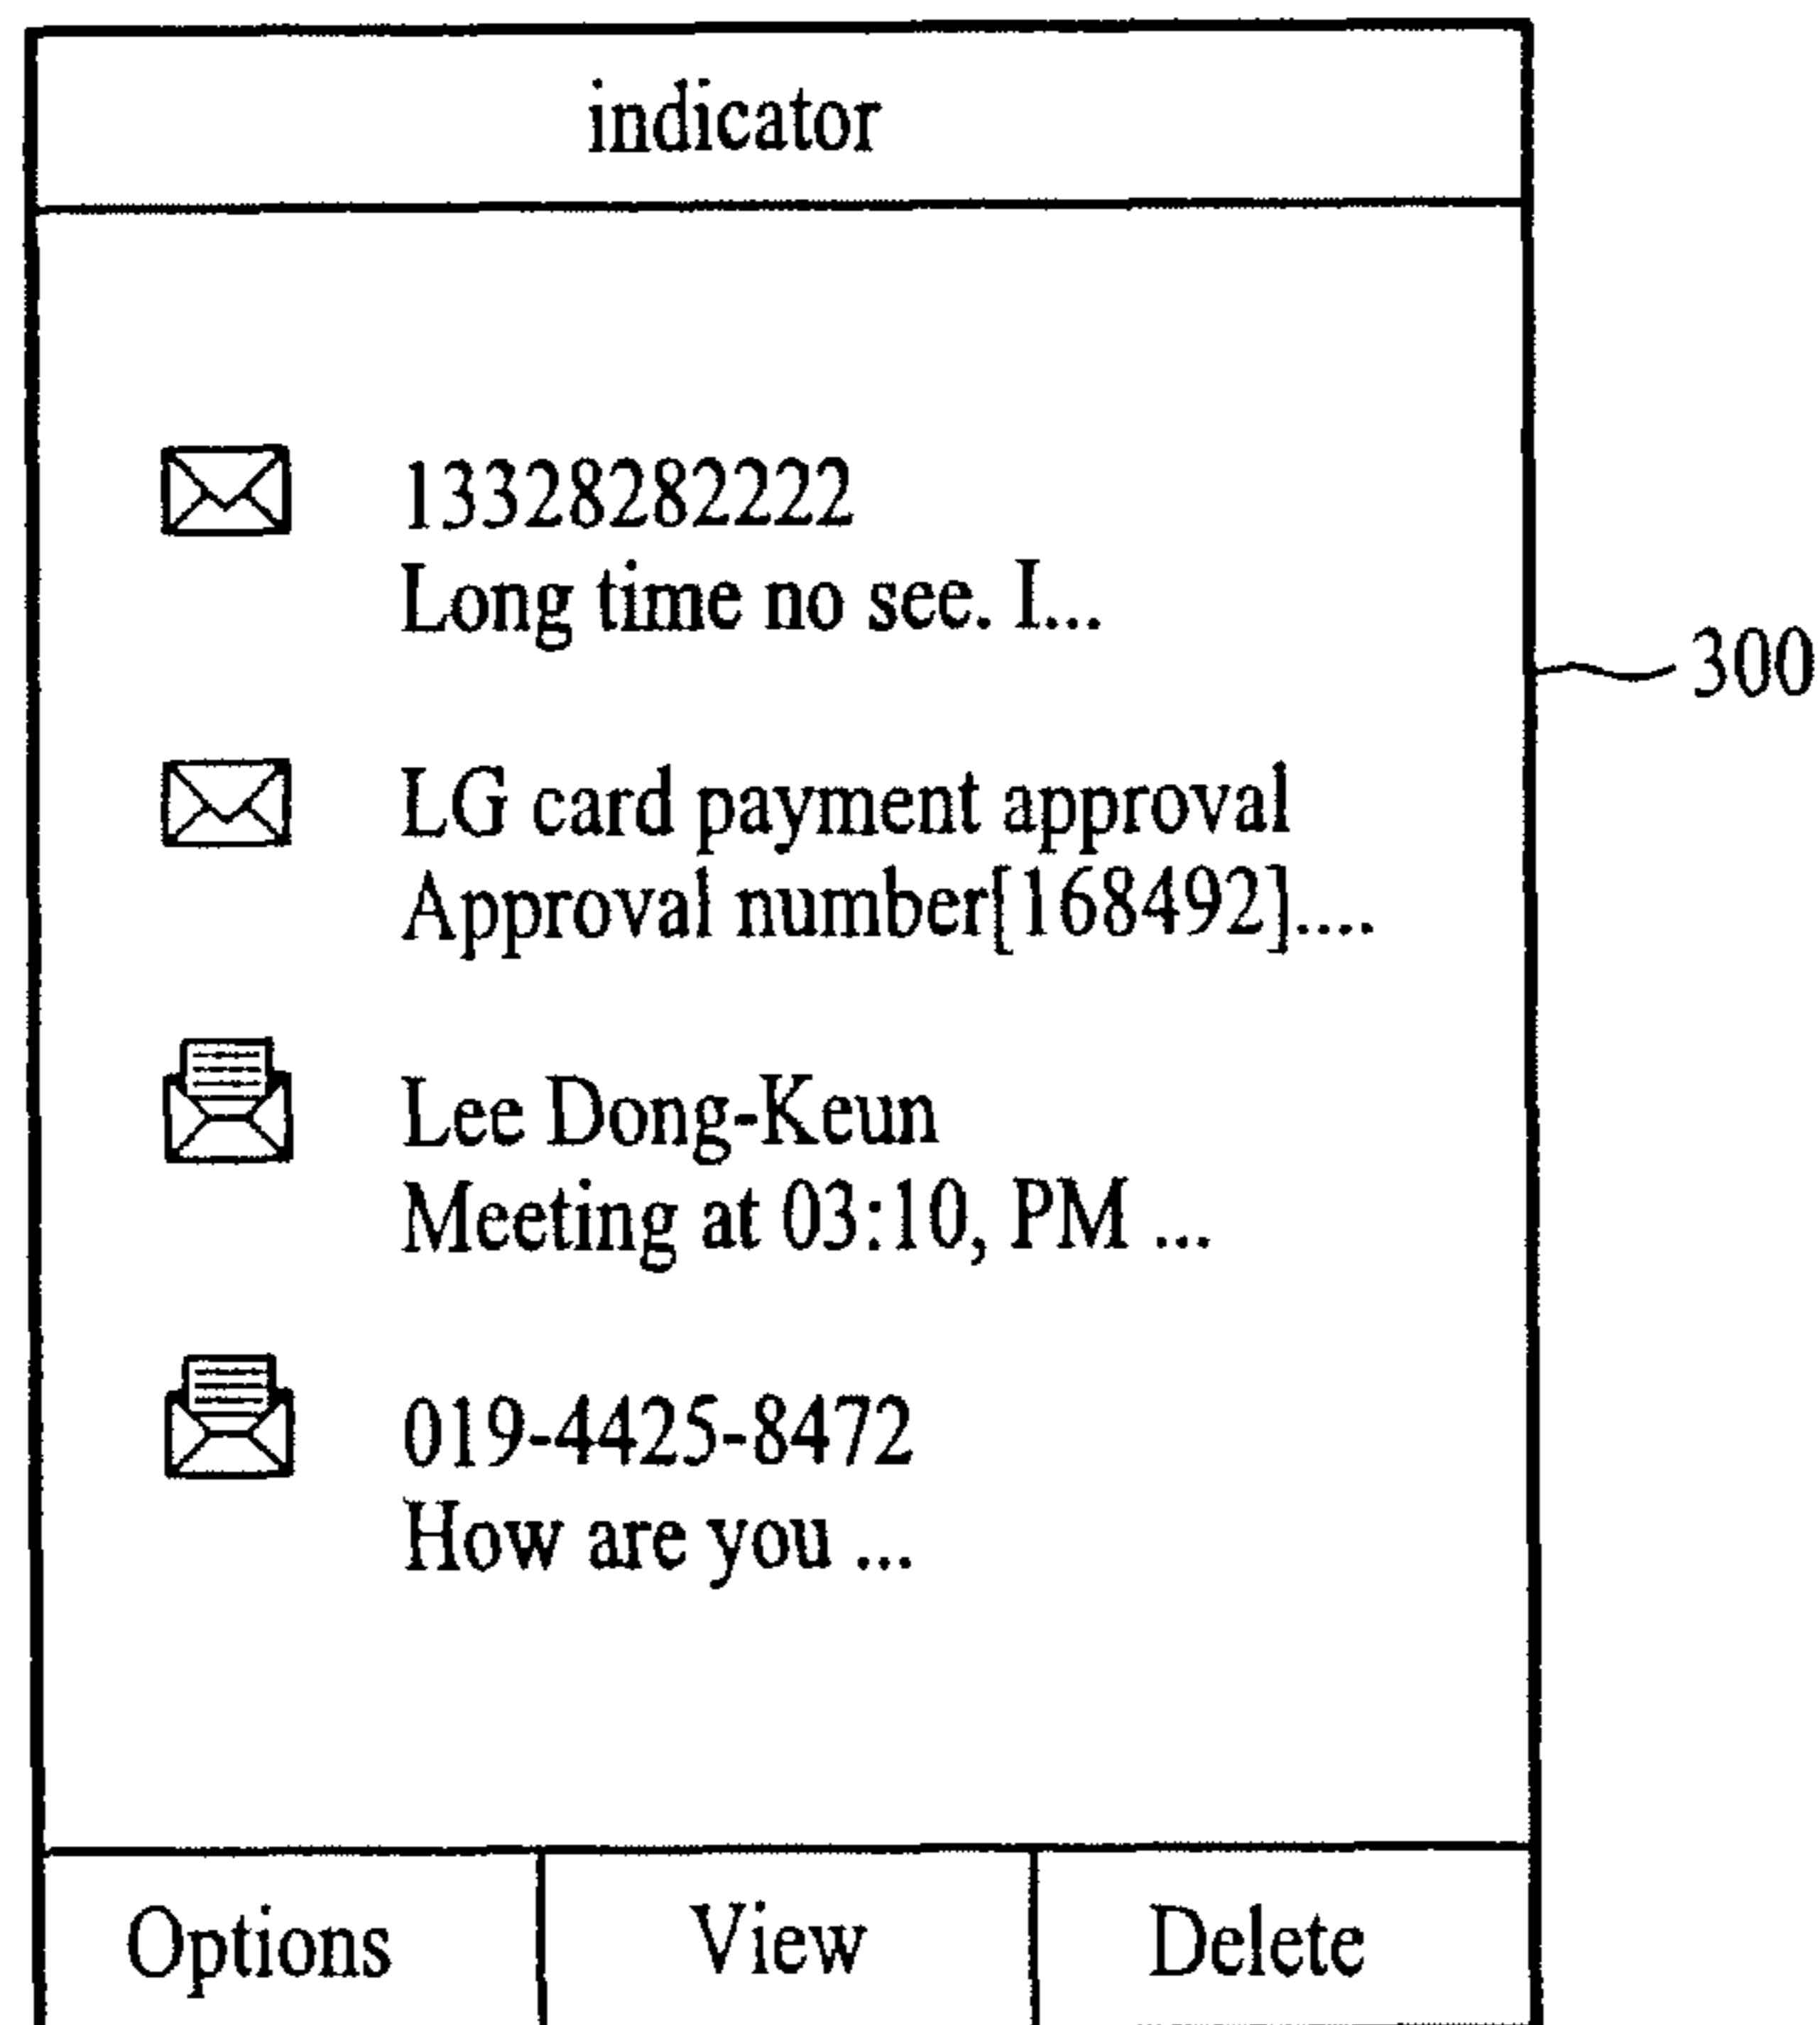 indicator
13328282222
Long time no see. I...
300
LG card payment approval
Approval number[168492]....
Lee Dong-Keun
Meeting at 03:10, PM ...
019-4425-8472
How are you ...
Options View Delete